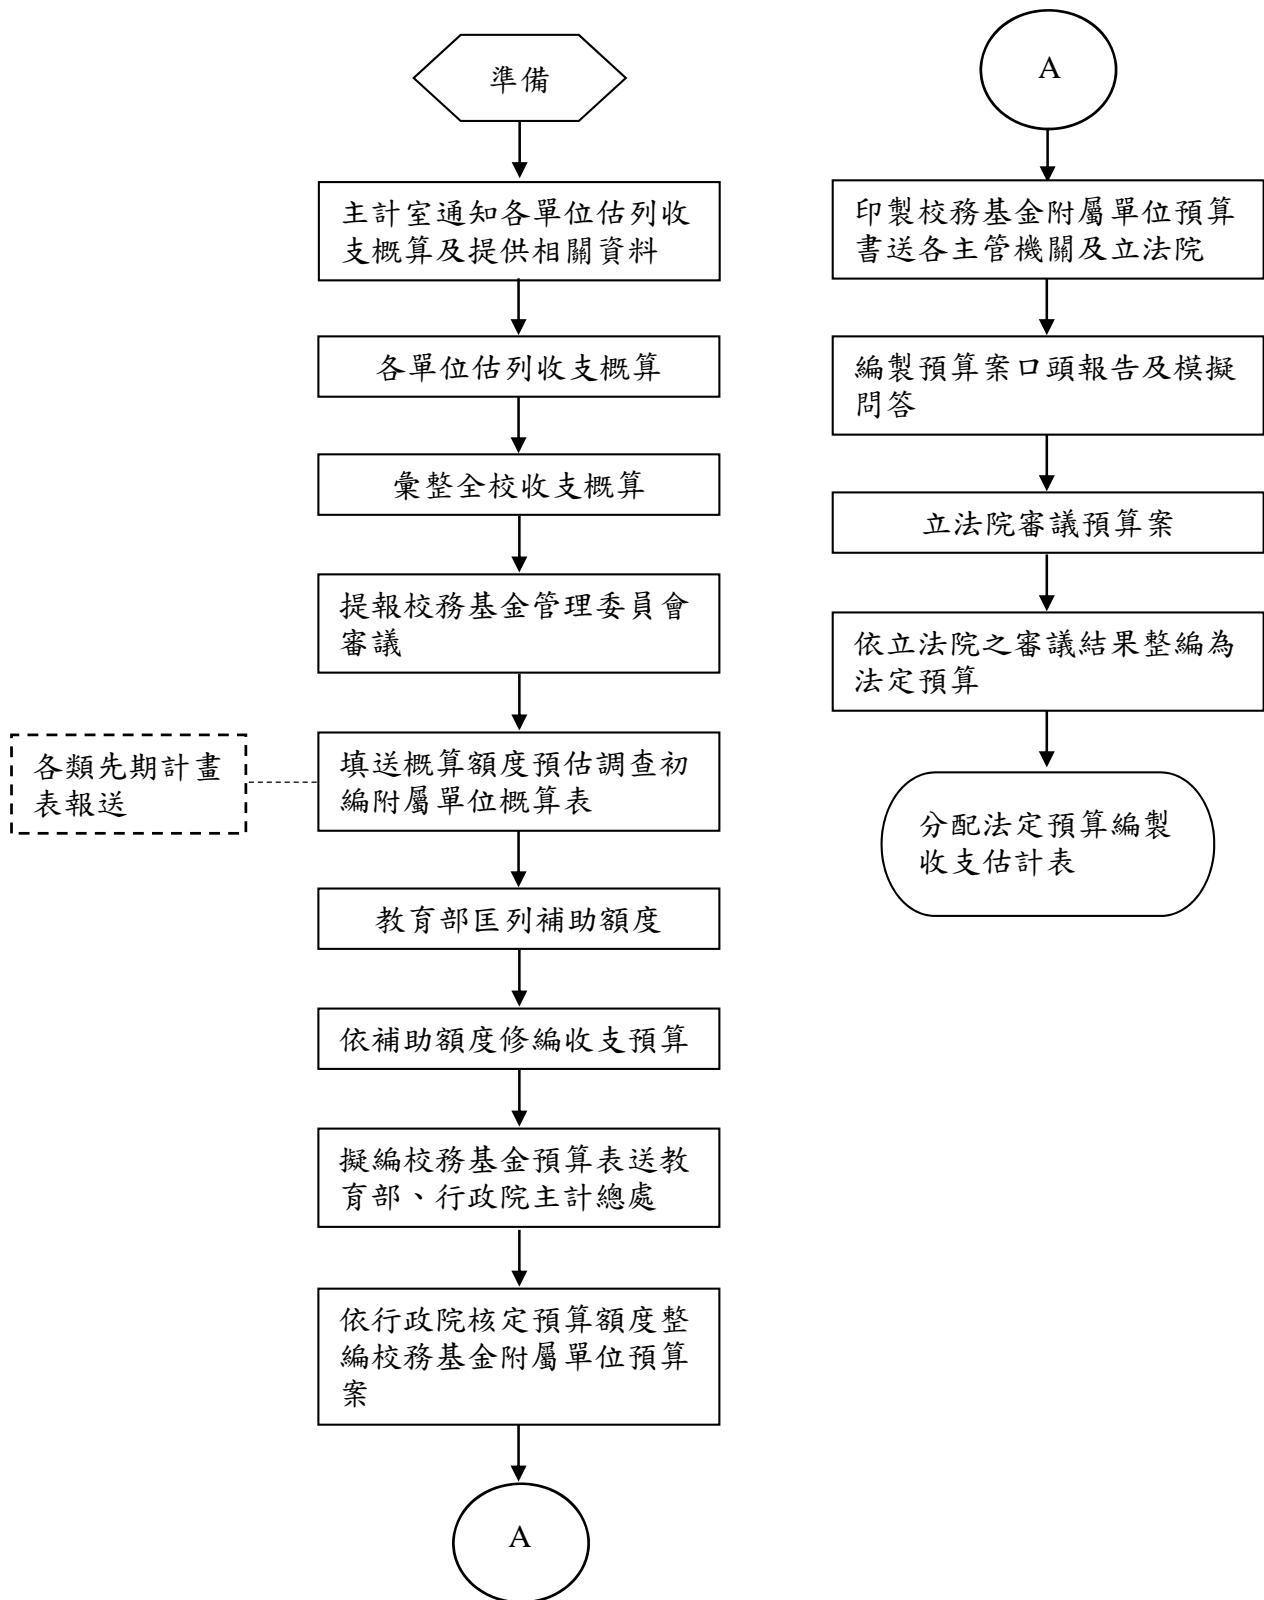 準備
主計室通知各單位估列收
支概算及提供相關資料
各單位估列收支概算
彙整全校收支概算
提報校務基金管理委員會
審議
各類先期計畫
表報送
填送概算額度預估調查初
編附屬單位概算表
教育部匡列補助額度
依補助額度修編收支預算
擬編校務基金預算表送教
育部、行政院主計總處
依行政院核定預算額度整
編校務基金附屬單位預算
案
A
A
印製校務基金附屬單位預算
書送各主管機關及立法院
編製預算案口頭報告及模擬
問答
立法院審議預算案
依立法院之審議結果整編為
法定預算
分配法定預算編製
收支估計表